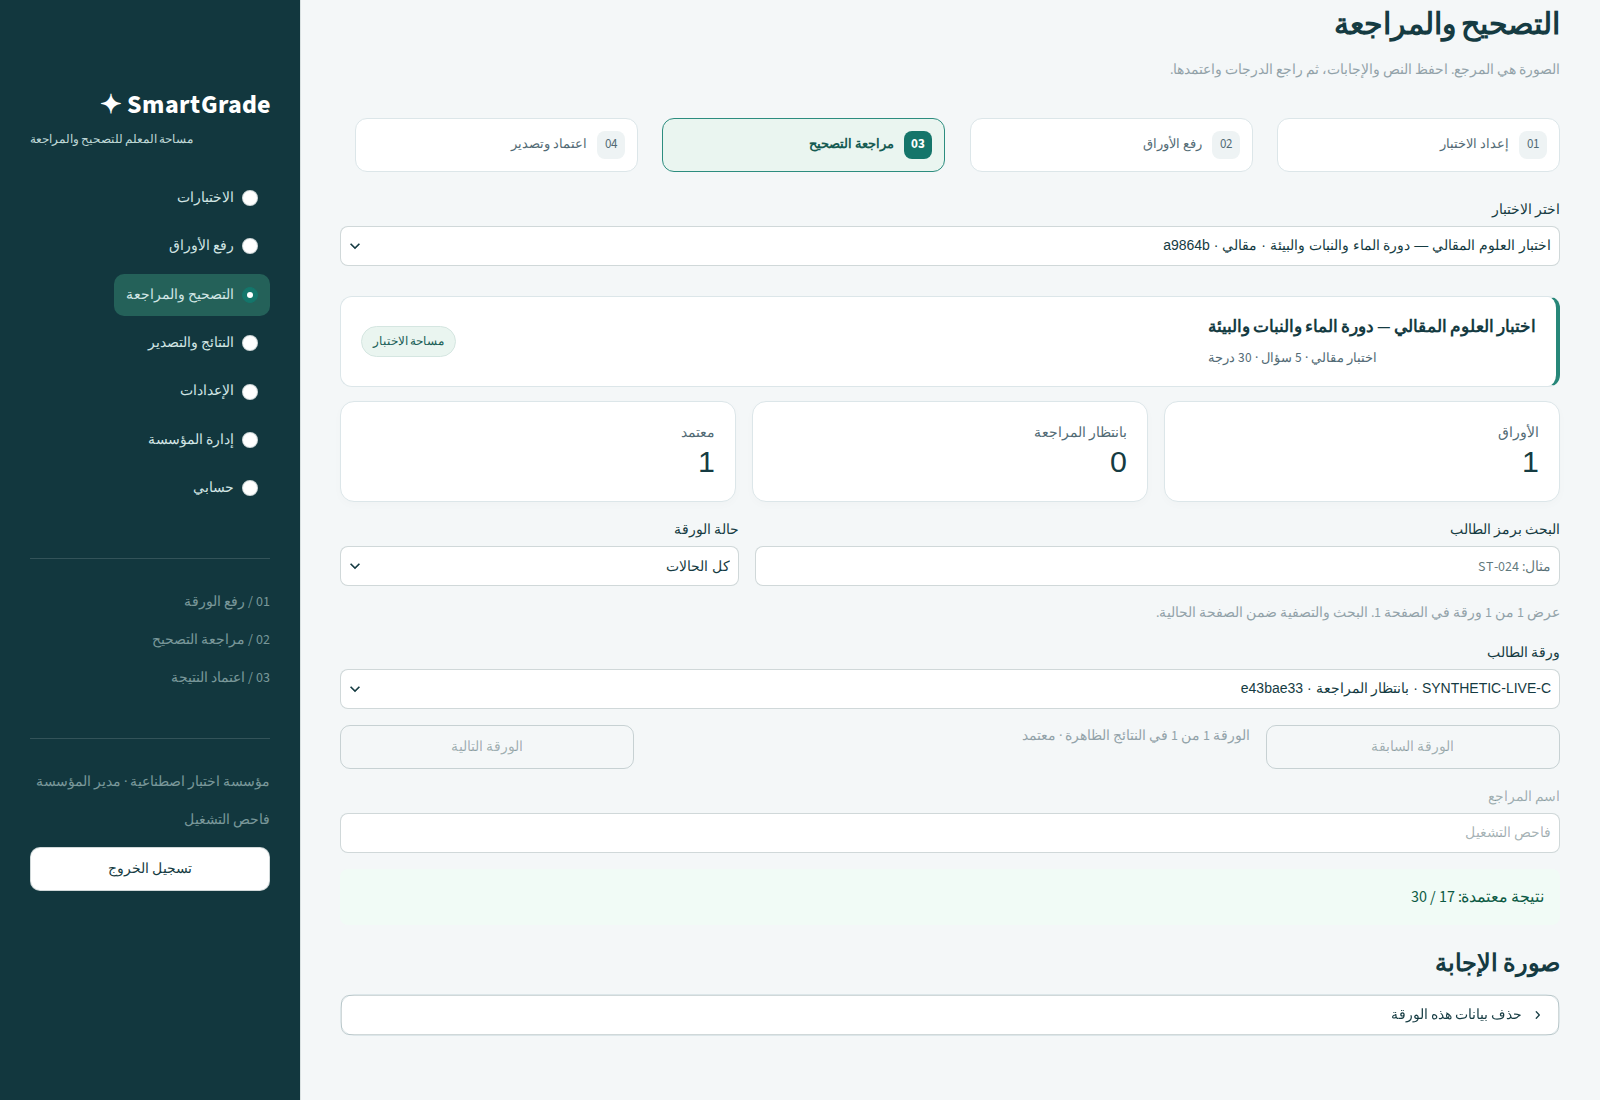 التصحيح والمراجعة
الصورة هي المرجع. احفظ النص والإجابات، ثم راجع الدرجات واعتمدها.
01 إعداد الاختبار
02 رفع الأوراق
03 مراجعة التصحيح
04 اعتماد وتصدير
اختر الاختبار
اختبار العلوم المقالي — دورة الماء والنبات والبيئة · مقالي · a9864b
اختبار العلوم المقالي — دورة الماء والنبات والبيئة
اختبار مقالي · 5 سؤال · 30 درجة
مساحة الاختبار
الأوراق
1
بانتظار المراجعة
0
معتمد
1
البحث برمز الطالب
مثال: ST-024
حالة الورقة
كل الحالات
عرض 1 من 1 ورقة في الصفحة 1. البحث والتصفية ضمن الصفحة الحالية.
ورقة الطالب
SYNTHETIC-LIVE-C · بانتظار المراجعة · e43bae33
الورقة السابقة
الورقة 1 من 1 في النتائج الظاهرة · معتمد
الورقة التالية
اسم المراجع
فاحص التشغيل
نتيجة معتمدة: 17 / 30
صورة الإجابة
حذف بيانات هذه الورقة
SmartGrade ✦
مساحة المعلم للتصحيح والمراجعة
الاختبارات
رفع الأوراق
التصحيح والمراجعة
النتائج والتصدير
الإعدادات
إدارة المؤسسة
حسابي
01 / رفع الورقة
02 / مراجعة التصحيح
03 / اعتماد النتيجة
مؤسسة اختبار اصطناعية · مدير المؤسسة
فاحص التشغيل
تسجيل الخروج